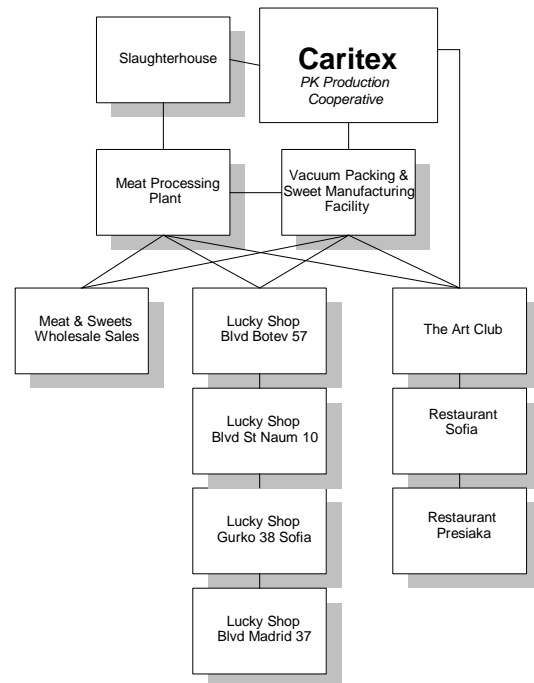 Slaughterhouse
Caritex
PK Production
Cooperative
Meat Processing
Plant
Vacuum Packing &
Sweet Manufacturing
Facility
Meat & Sweets
Wholesale Sales
Lucky Shop
Blvd Botev 57
The Art Club
Lucky Shop
Blvd St Naum 10
Restaurant
Sofia
Lucky Shop
Gurko 38 Sofia
Restaurant
Presiaka
Lucky Shop
Blvd Madrid 37